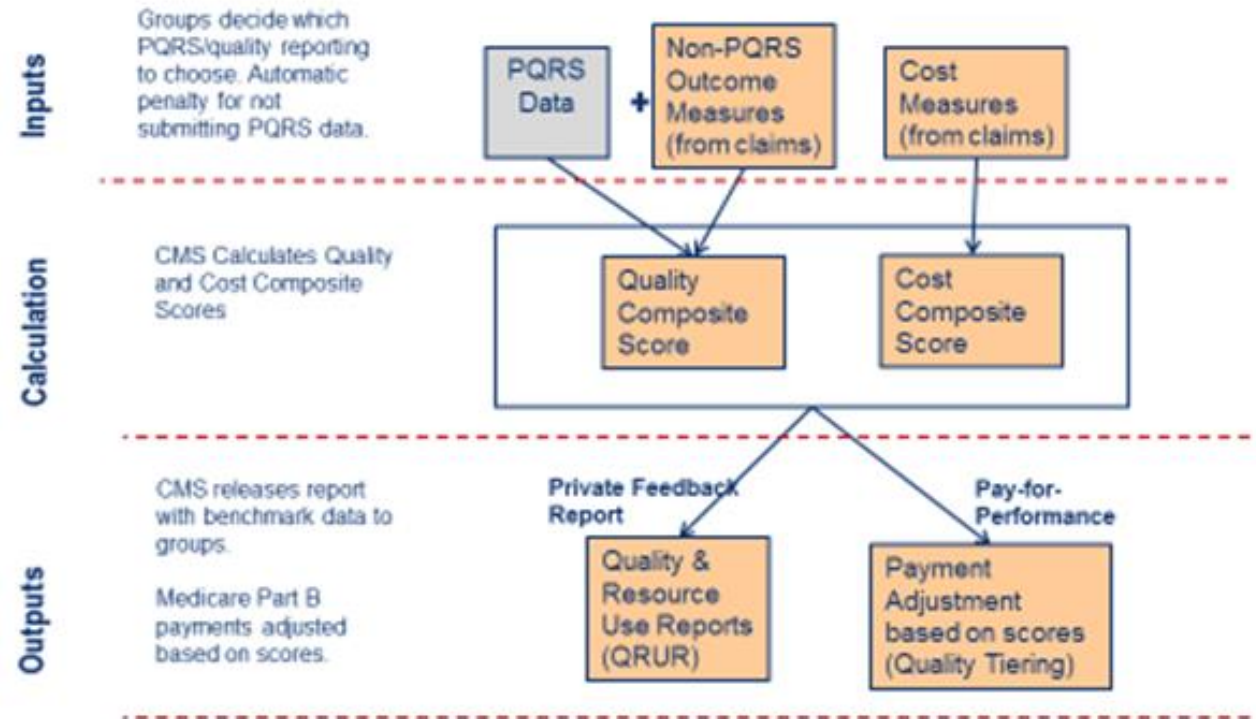 Inputs
Groups decide which
PQRS/quality reporting
to choose. Automatic
penalty for not
submitting PQRS data.
PQRS
Data
+
Non-PQRS
Outcome
Measures
(from claims)
Cost
Measures
(from claims)
Calculation
CMS Calculates Quality
and Cost Composite
Scores
Quality
Composite
Score
Cost
Composite
Score
Outputs
CMS releases report
with benchmark data to
groups.
Medicare Part B
payments adjusted
based on scores.
Private Feedback
Report
Pay-for-
Performance
Quality &
Resource
Use Reports
(QRUR)
Payment
Adjustment
based on scores
(Quality Tiering)